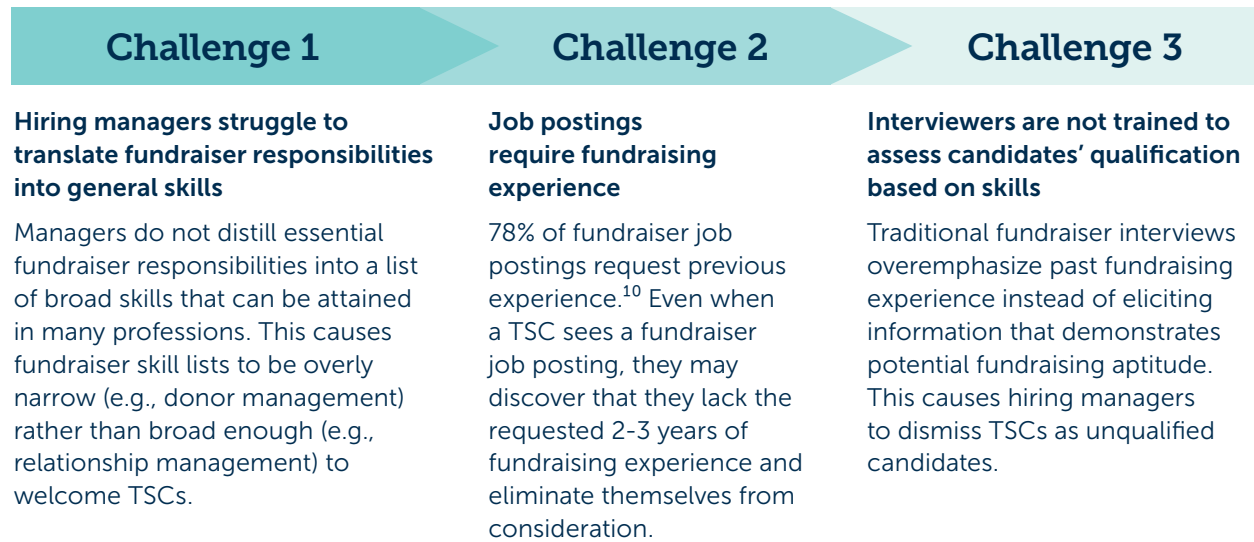 Challenge 1
Challenge 2
Challenge 3
Hiring managers struggle to
translate fundraiser responsibilities
into general skills
Managers do not distill essential
fundraiser responsibilities into a list
of broad skills that can be attained
in many professions. This causes
fundraiser skill lists to be overly
narrow (e.g., donor management)
rather than broad enough (e.g.,
relationship management) to
welcome TSCs.
Job postings
require fundraising
experience
78% of fundraiser job
postings request previous
experience.10 Even when
a TSC sees a fundraiser
job posting, they may
discover that they lack the
requested 2-3 years of
fundraising experience and
eliminate themselves from
consideration.
Interviewers are not trained to
assess candidates’ qualification
based on skills
Traditional fundraiser interviews
overemphasize past fundraising
experience instead of eliciting
information that demonstrates
potential fundraising aptitude.
This causes hiring managers
to dismiss TSCs as unqualified
candidates.